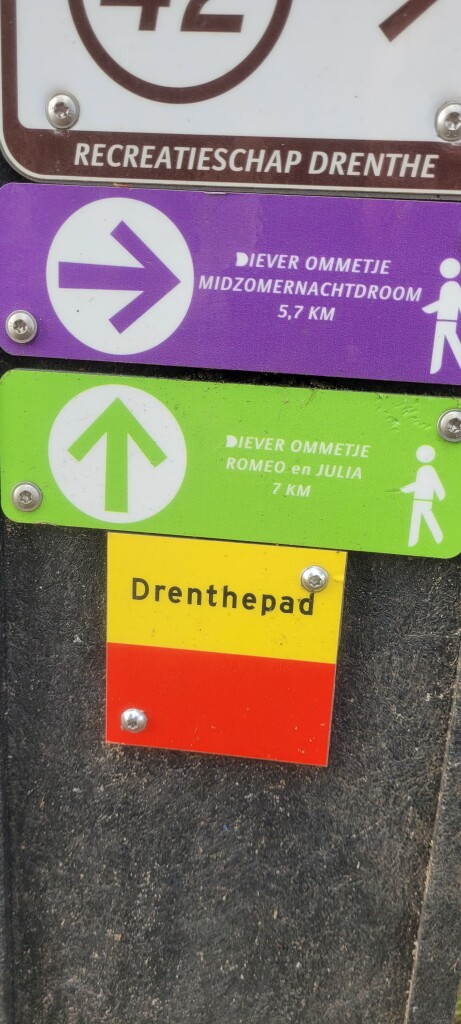 42
RECREATIESCHAP DRENTHE
DIEVER OMMETJE
MIDZOMERNACHTDROOM
5,7 KM
DIEVER OMMETJE
ROMEO en JULIA
7 KM
Drenthepad